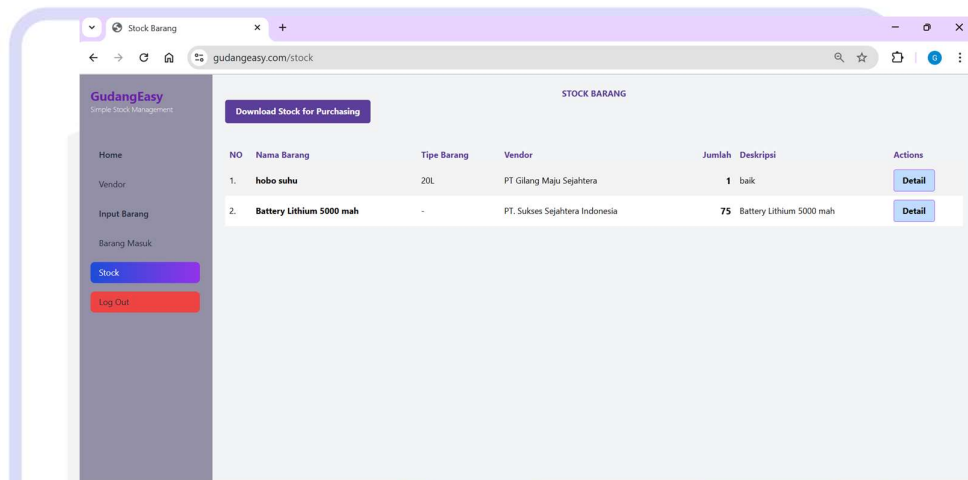 Stock Barang
gudangeasy.com/stock
G
GudangEasy
Simple Stock Management
Home
Vendor
Input Barang
Barang Masuk
Stock
Log Out
STOCK BARANG
Download Stock for Purchasing
NO Nama Barang Tipe Barang Vendor Jumlah Deskripsi Actions
1. hobo suhu 20L PT Gilang Maju Sejahtera 1 baik Detail
2. Battery Lithium 5000 mah - PT. Sukses Sejahtera Indonesia 75 Battery Lithium 5000 mah Detail